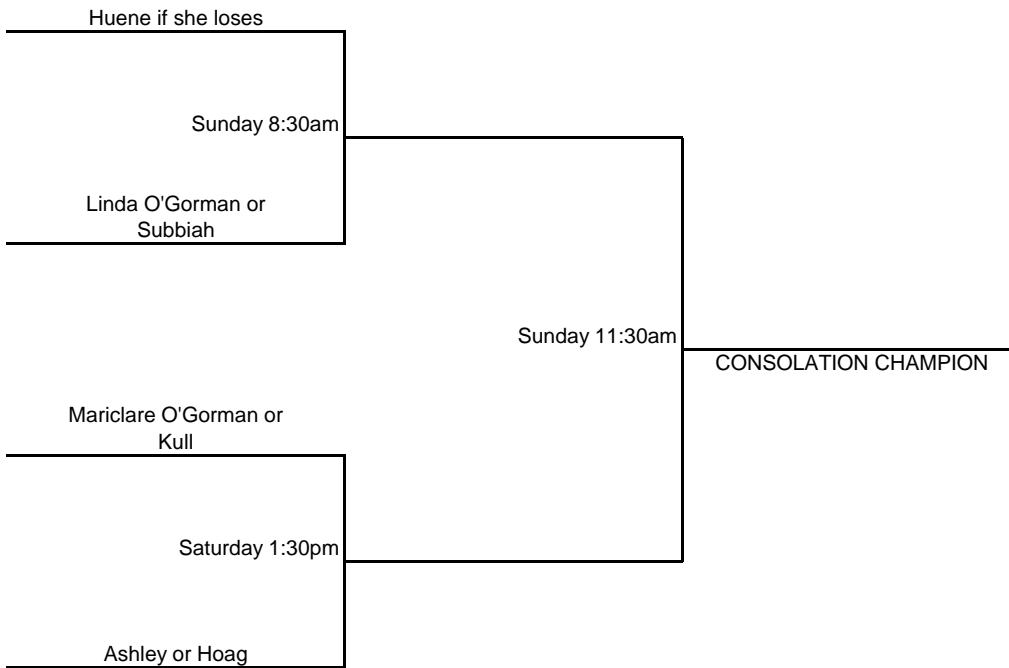 Huene if she loses
Sunday 8:30am
Linda O'Gorman or
Subbiah
Sunday 11:30am
CONSOLATION CHAMPION
Mariclare O'Gorman or
Kull
Saturday 1:30pm
Ashley or Hoag